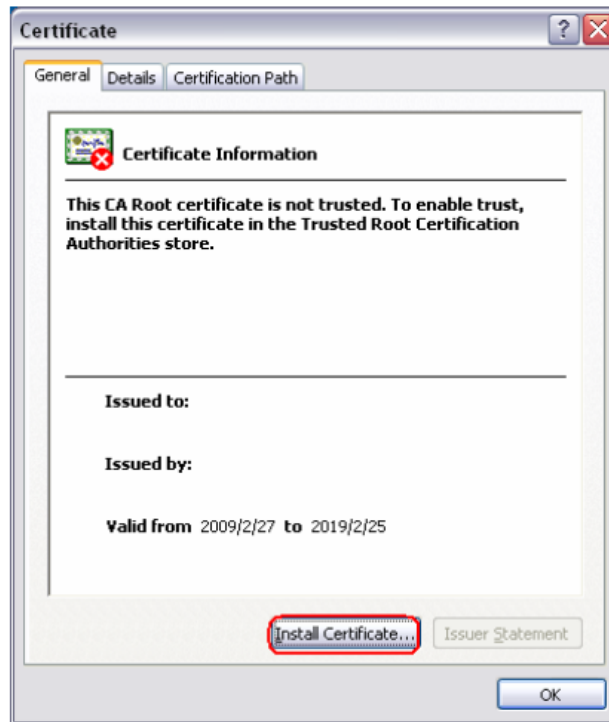 Certificate
General Details Certification Path
Certificate Information
This CA Root certificate is not trusted. To enable trust,
install this certificate in the Trusted Root Certification
Authorities store.
Issued to:
Issued by:
Valid from 2009/2/27 to 2019/2/25
Install Certificate... Issuer Statement
OK